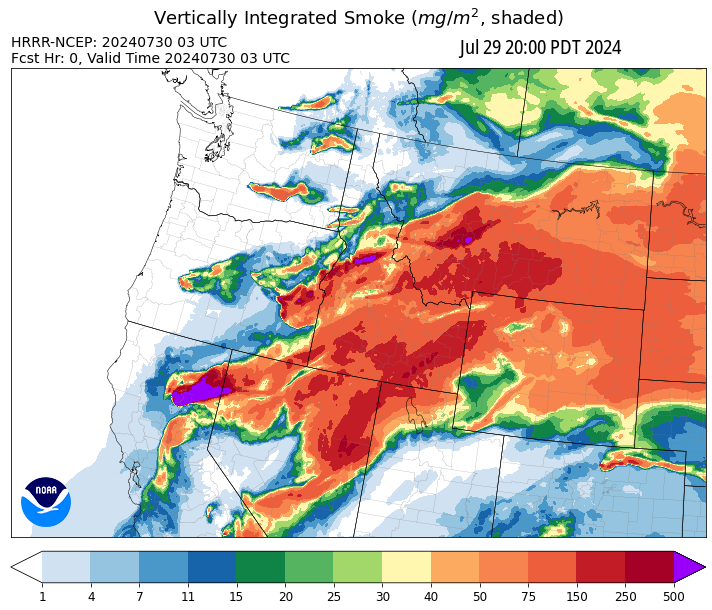 Vertically Integrated Smoke (mg/m², shaded)
HRRR-NCEP: 20240730 03 UTC
Jul 29 20:00 PDT 2024
Fcst Hr: 0, Valid Time 20240730 03 UTC
NOAA
1 4 7 11 15 20 25 30 40 50 75 150 250 500